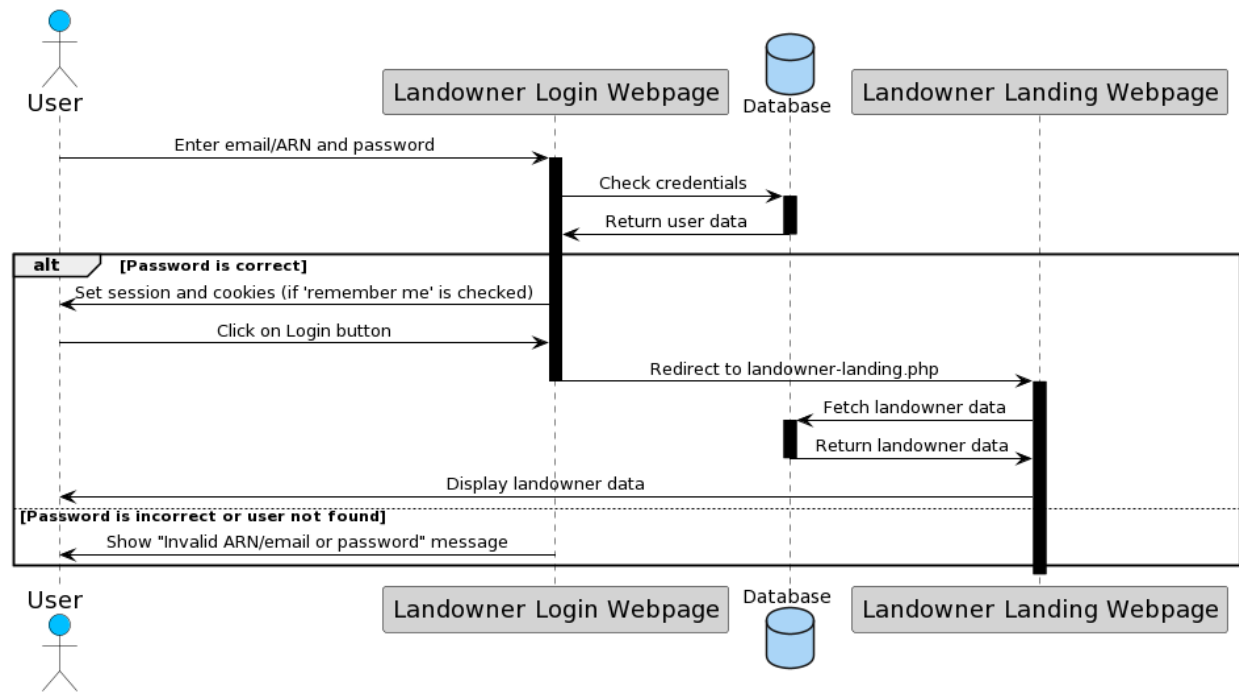 User
Landowner Login Webpage
Database
Landowner Landing Webpage
Enter email/ARN and password
Check credentials
Return user data
alt
[Password is correct]
Set session and cookies (if 'remember me' is checked)
Click on Login button
Redirect to landowner-landing.php
Fetch landowner data
Return landowner data
Display landowner data
[Password is incorrect or user not found]
Show "Invalid ARN/email or password" message
User
Landowner Login Webpage
Database
Landowner Landing Webpage